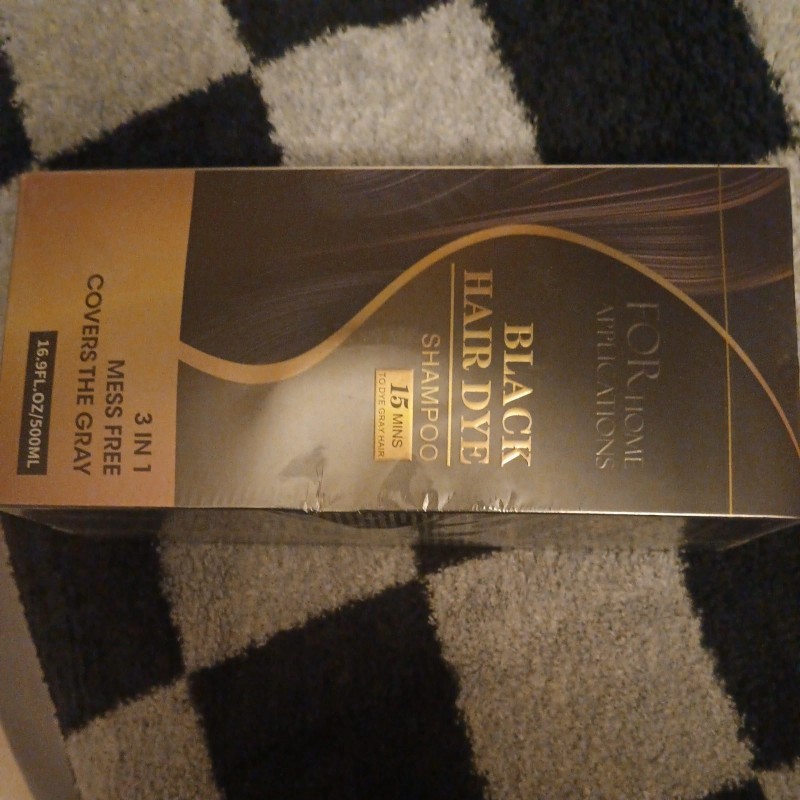 FOR HOME
APPLICATIONS
BLACK
HAIR DYE
SHAMPOO
15 MINS
TO DYE GRAY HAIR
3 IN 1
MESS FREE
COVERS THE GRAY
16.9FL.OZ/500ML